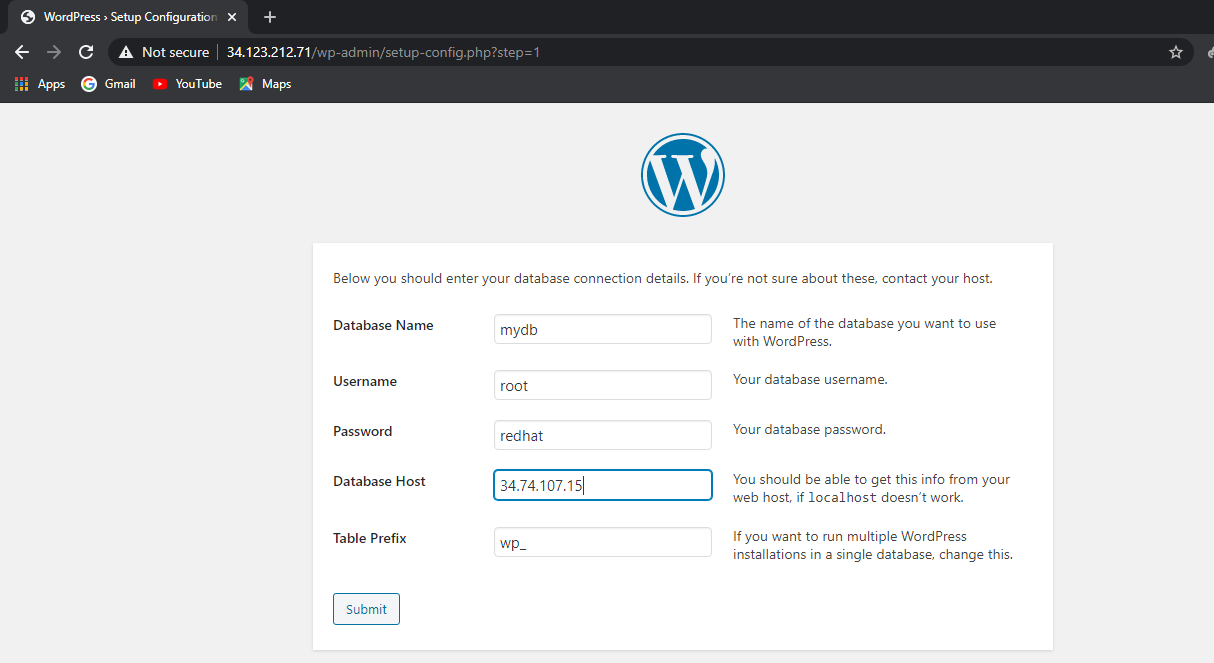 WordPress › Setup Configuration
Not secure | 34.123.212.71/wp-admin/setup-config.php?step=1
Apps Gmail YouTube Maps
Below you should enter your database connection details. If you’re not sure about these, contact your host.
Database Name mydb The name of the database you want to use
with WordPress.
Username root Your database username.
Password redhat Your database password.
Database Host 34.74.107.15 You should be able to get this info from your
web host, if localhost doesn’t work.
Table Prefix wp_ If you want to run multiple WordPress
installations in a single database, change this.
Submit